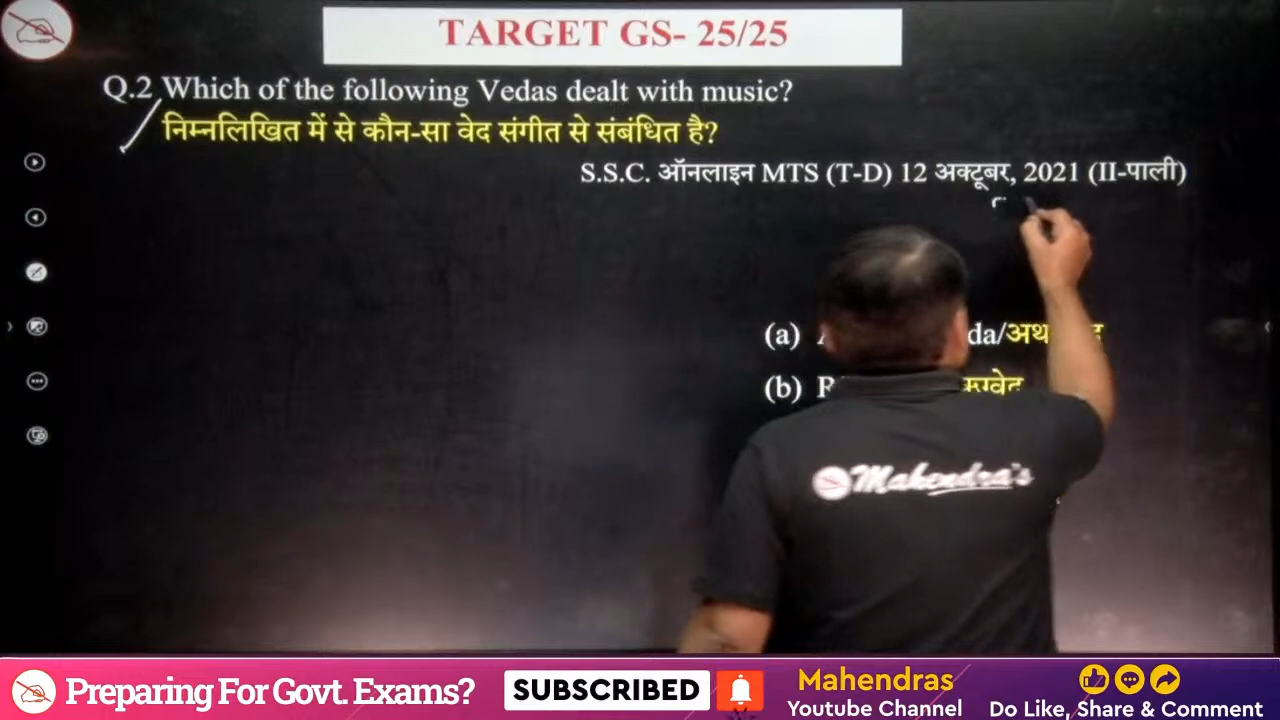 TARGET GS- 25/25
Q.2 Which of the following Vedas dealt with music?
निम्नलिखित में से कौन-सा वेद संगीत से संबंधित है?
S.S.C. ऑनलाइन MTS (T-D) 12 अक्टूबर, 2021 (II-पाली)
(a)
(b)
Mahendra's
Preparing For Govt. Exams?
SUBSCRIBED
Mahendras
Youtube Channel
Do Like, Share & Comment